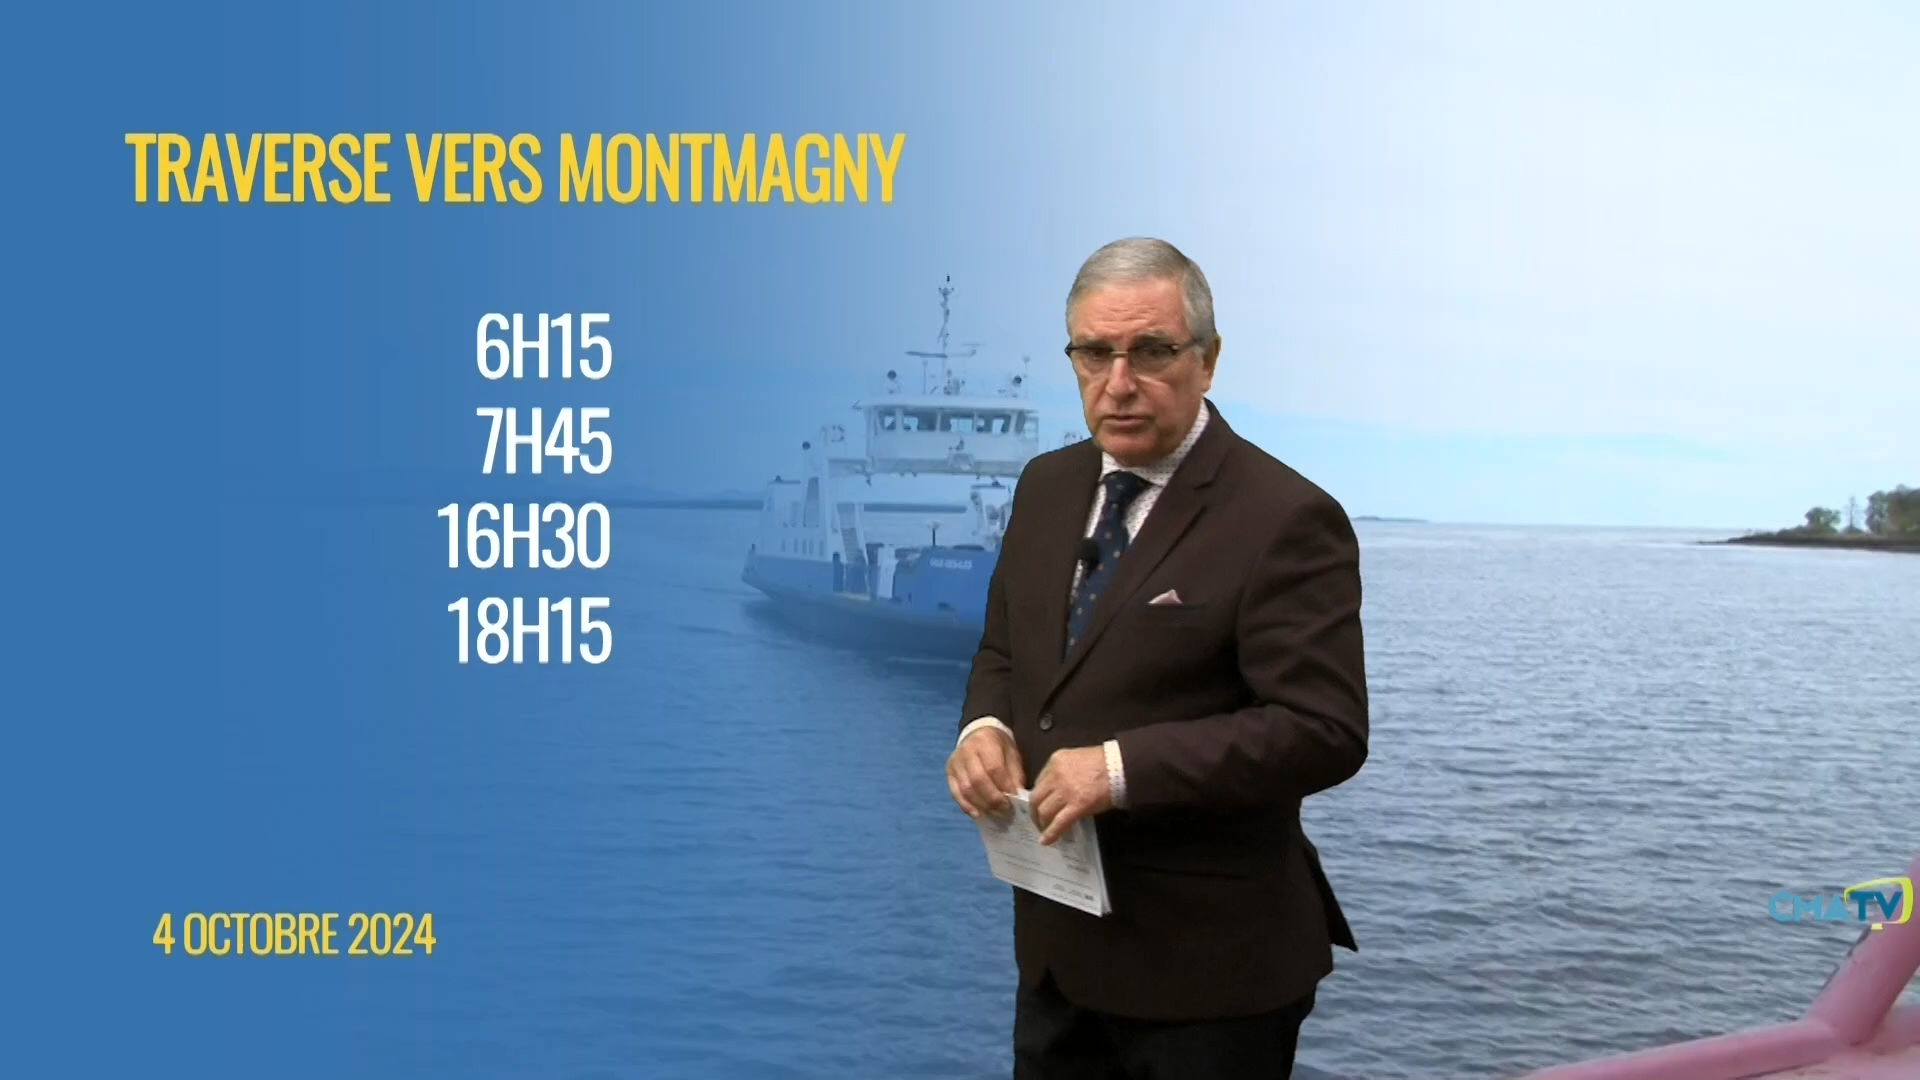 TRAVERSE VERS MONTMAGNY
6H15
7H45
16H30
18H15
4 OCTOBRE 2024
CMATV